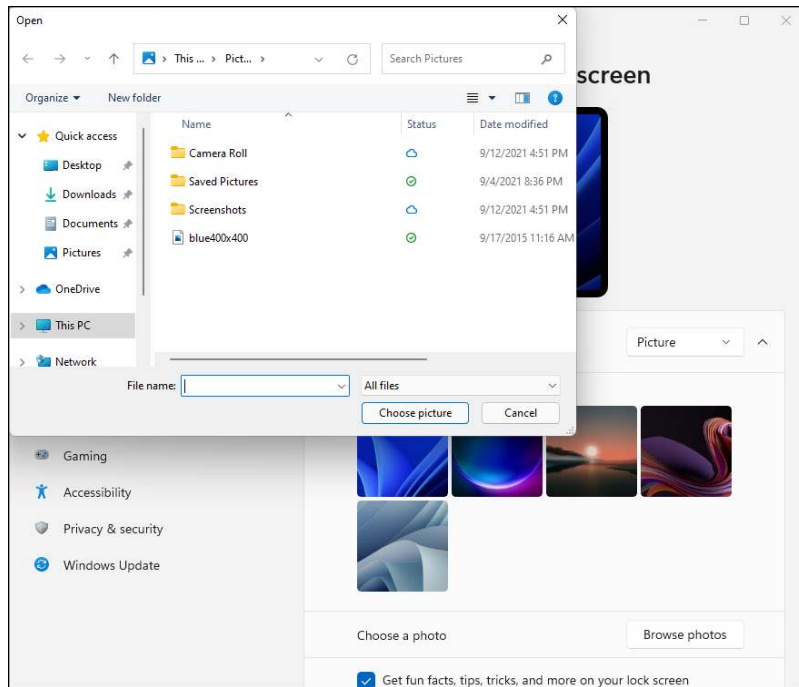 Open
screen
This ... > Pict... >
Search Pictures
Organize
New folder
Name
Status
Date modified
Quick access
Desktop
Downloads
Documents
Pictures
OneDrive
This PC
Network
Camera Roll
9/12/2021 4:51 PM
Saved Pictures
9/4/2021 8:36 PM
Screenshots
9/12/2021 4:51 PM
blue400x400
9/17/2015 11:16 AM
File name:
All files
Choose picture
Cancel
Picture
Gaming
Accessibility
Privacy & security
Windows Update
Choose a photo
Browse photos
Get fun facts, tips, tricks, and more on your lock screen